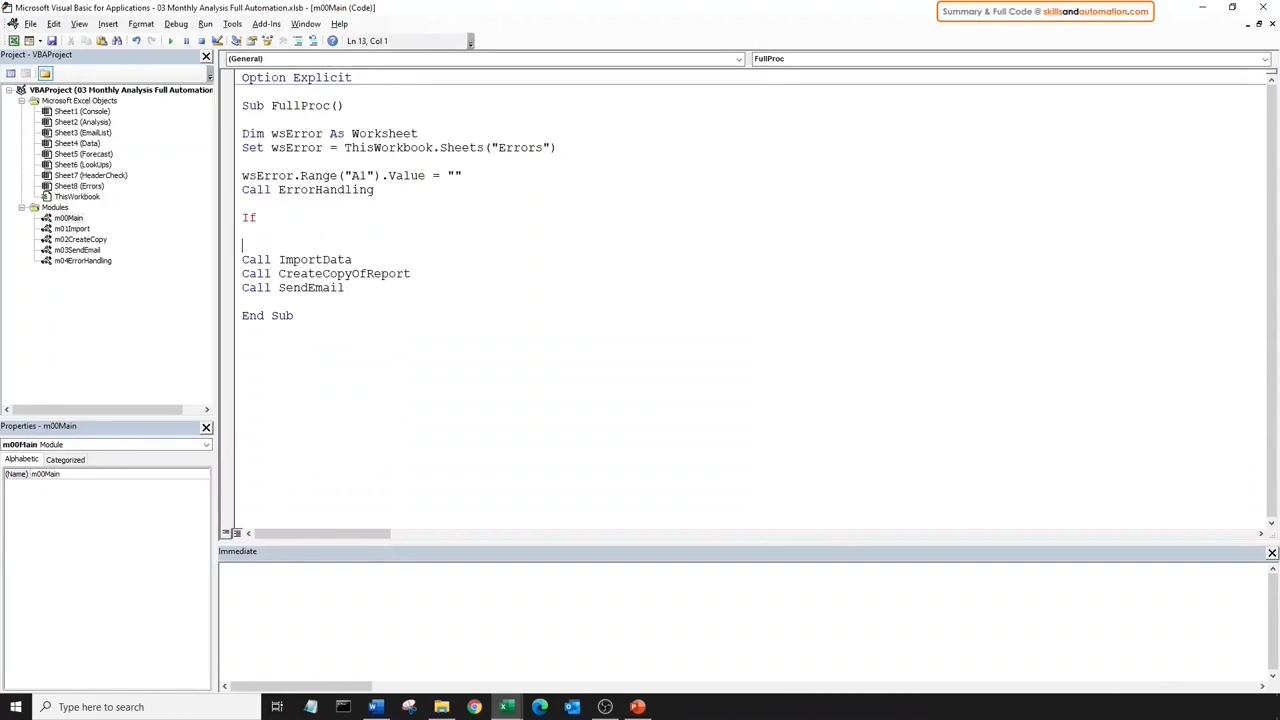 Microsoft Visual Basic for Applications - 03 Monthly Analysis Full Automation.xlsb - [m00Main (Code)]
Summary & Full Code @ skillsandautomation.com
File Edit View Insert Format Debug Run Tools Add-Ins Window Help
Ln 13, Col 1
Project - VBAProject
(General)
FullProc
VBAProject (03 Monthly Analysis Full Automation
Microsoft Excel Objects
Sheet1 (Console)
Sheet2 (Analysis)
Sheet3 (EmailList)
Sheet4 (Data)
Sheet5 (Forecast)
Sheet6 (LookUps)
Sheet7 (HeaderCheck)
Sheet8 (Errors)
ThisWorkbook
Modules
m00Main
m01Import
m02CreateCopy
m03SendEmail
m04ErrorHandling
Option Explicit
Sub FullProc()
Dim wsError As Worksheet
Set wsError = ThisWorkbook.Sheets("Errors")
wsError.Range("A1").Value = ""
Call ErrorHandling
If
Call ImportData
Call CreateCopyOfReport
Call SendEmail
End Sub
Properties - m00Main
m00Main Module
Alphabetic Categorized
(Name) m00Main
Immediate
Type here to search